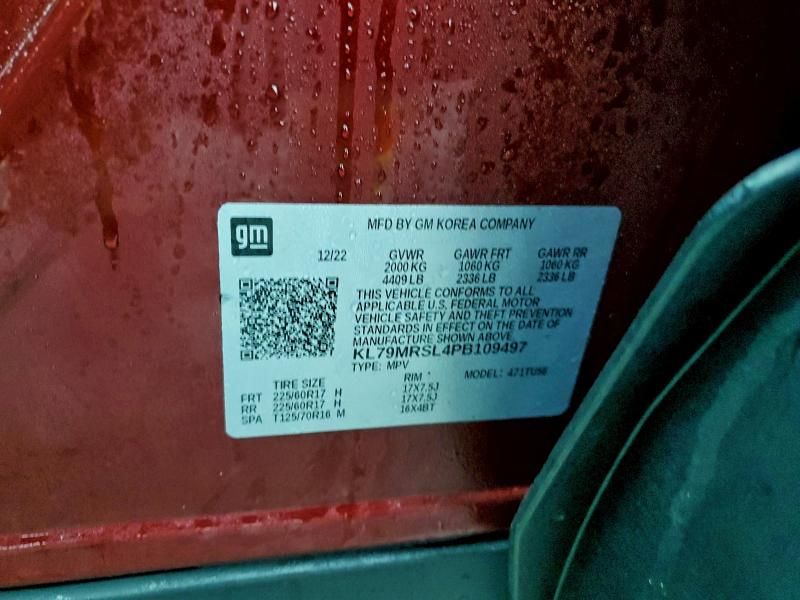 gm
MFD BY GM KOREA COMPANY
12/22 GVWR GAWR FRT GAWR RR
2000 KG 1060 KG 1060 KG
4409 LB 2336 LB 2336 LB
THIS VEHICLE CONFORMS TO ALL
APPLICABLE U.S. FEDERAL MOTOR
VEHICLE SAFETY AND THEFT PREVENTION
STANDARDS IN EFFECT ON THE DATE OF
MANUFACTURE SHOWN ABOVE
KL79MRSL4PB109497
TYPE: MPV MODEL: 471TU56
TIRE SIZE RIM
FRT 225/60R17 H 17X7.5J
RR 225/60R17 H 17X7.5J
SPA T125/70R16 M 16X4BT